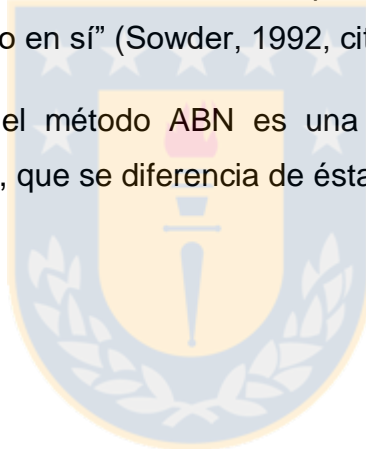 o en sí” (Sowder, 1992, cit
el método ABN es una
, que se diferencia de ésta